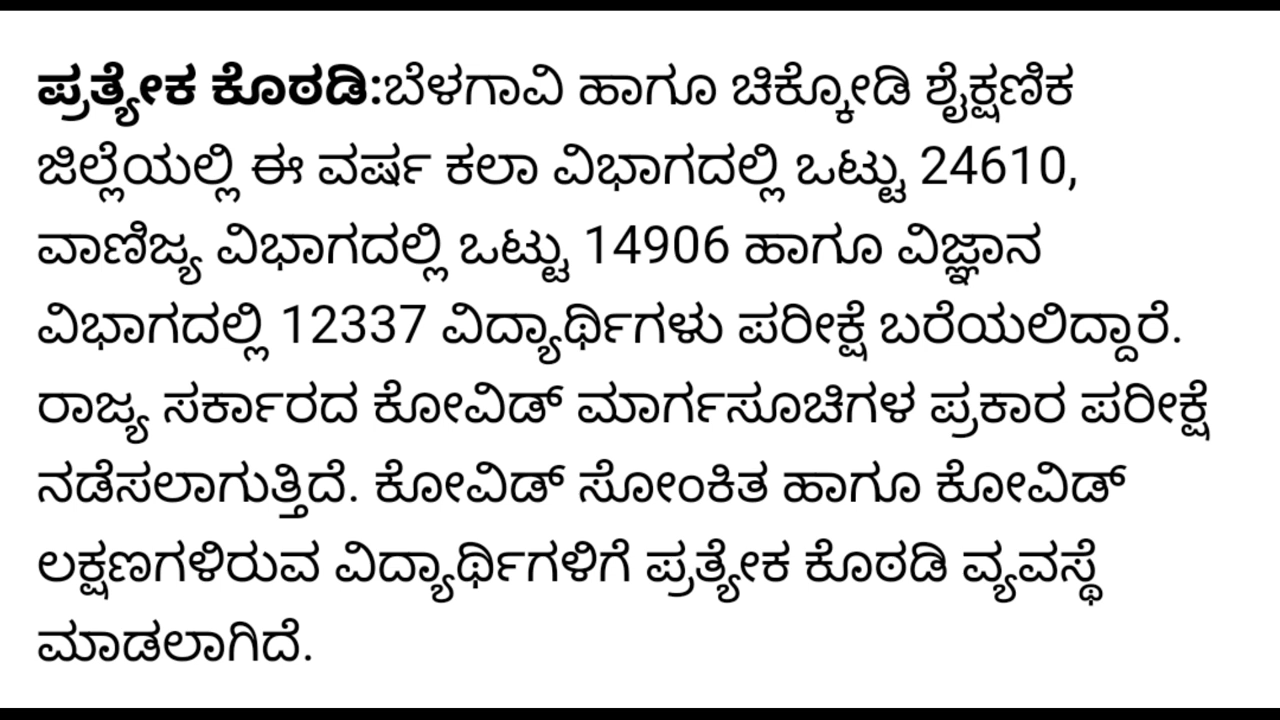 ಪ್ರತ್ಯೇಕ ಕೊಠಡಿ:ಬೆಳಗಾವಿ ಹಾಗೂ ಚಿಕ್ಕೋಡಿ ಶೈಕ್ಷಣಿಕ
ಜಿಲ್ಲೆಯಲ್ಲಿ ಈ ವರ್ಷ ಕಲಾ ವಿಭಾಗದಲ್ಲಿ ಒಟ್ಟು 24610,
ವಾಣಿಜ್ಯ ವಿಭಾಗದಲ್ಲಿ ಒಟ್ಟು 14906 ಹಾಗೂ ವಿಜ್ಞಾನ
ವಿಭಾಗದಲ್ಲಿ 12337 ವಿದ್ಯಾರ್ಥಿಗಳು ಪರೀಕ್ಷೆ ಬರೆಯಲಿದ್ದಾರೆ.
ರಾಜ್ಯ ಸರ್ಕಾರದ ಕೋವಿಡ್ ಮಾರ್ಗಸೂಚಿಗಳ ಪ್ರಕಾರ ಪರೀಕ್ಷೆ
ನಡೆಸಲಾಗುತ್ತಿದೆ. ಕೋವಿಡ್ ಸೋಂಕಿತ ಹಾಗೂ ಕೋವಿಡ್
ಲಕ್ಷಣಗಳಿರುವ ವಿದ್ಯಾರ್ಥಿಗಳಿಗೆ ಪ್ರತ್ಯೇಕ ಕೊಠಡಿ ವ್ಯವಸ್ಥೆ
ಮಾಡಲಾಗಿದೆ.